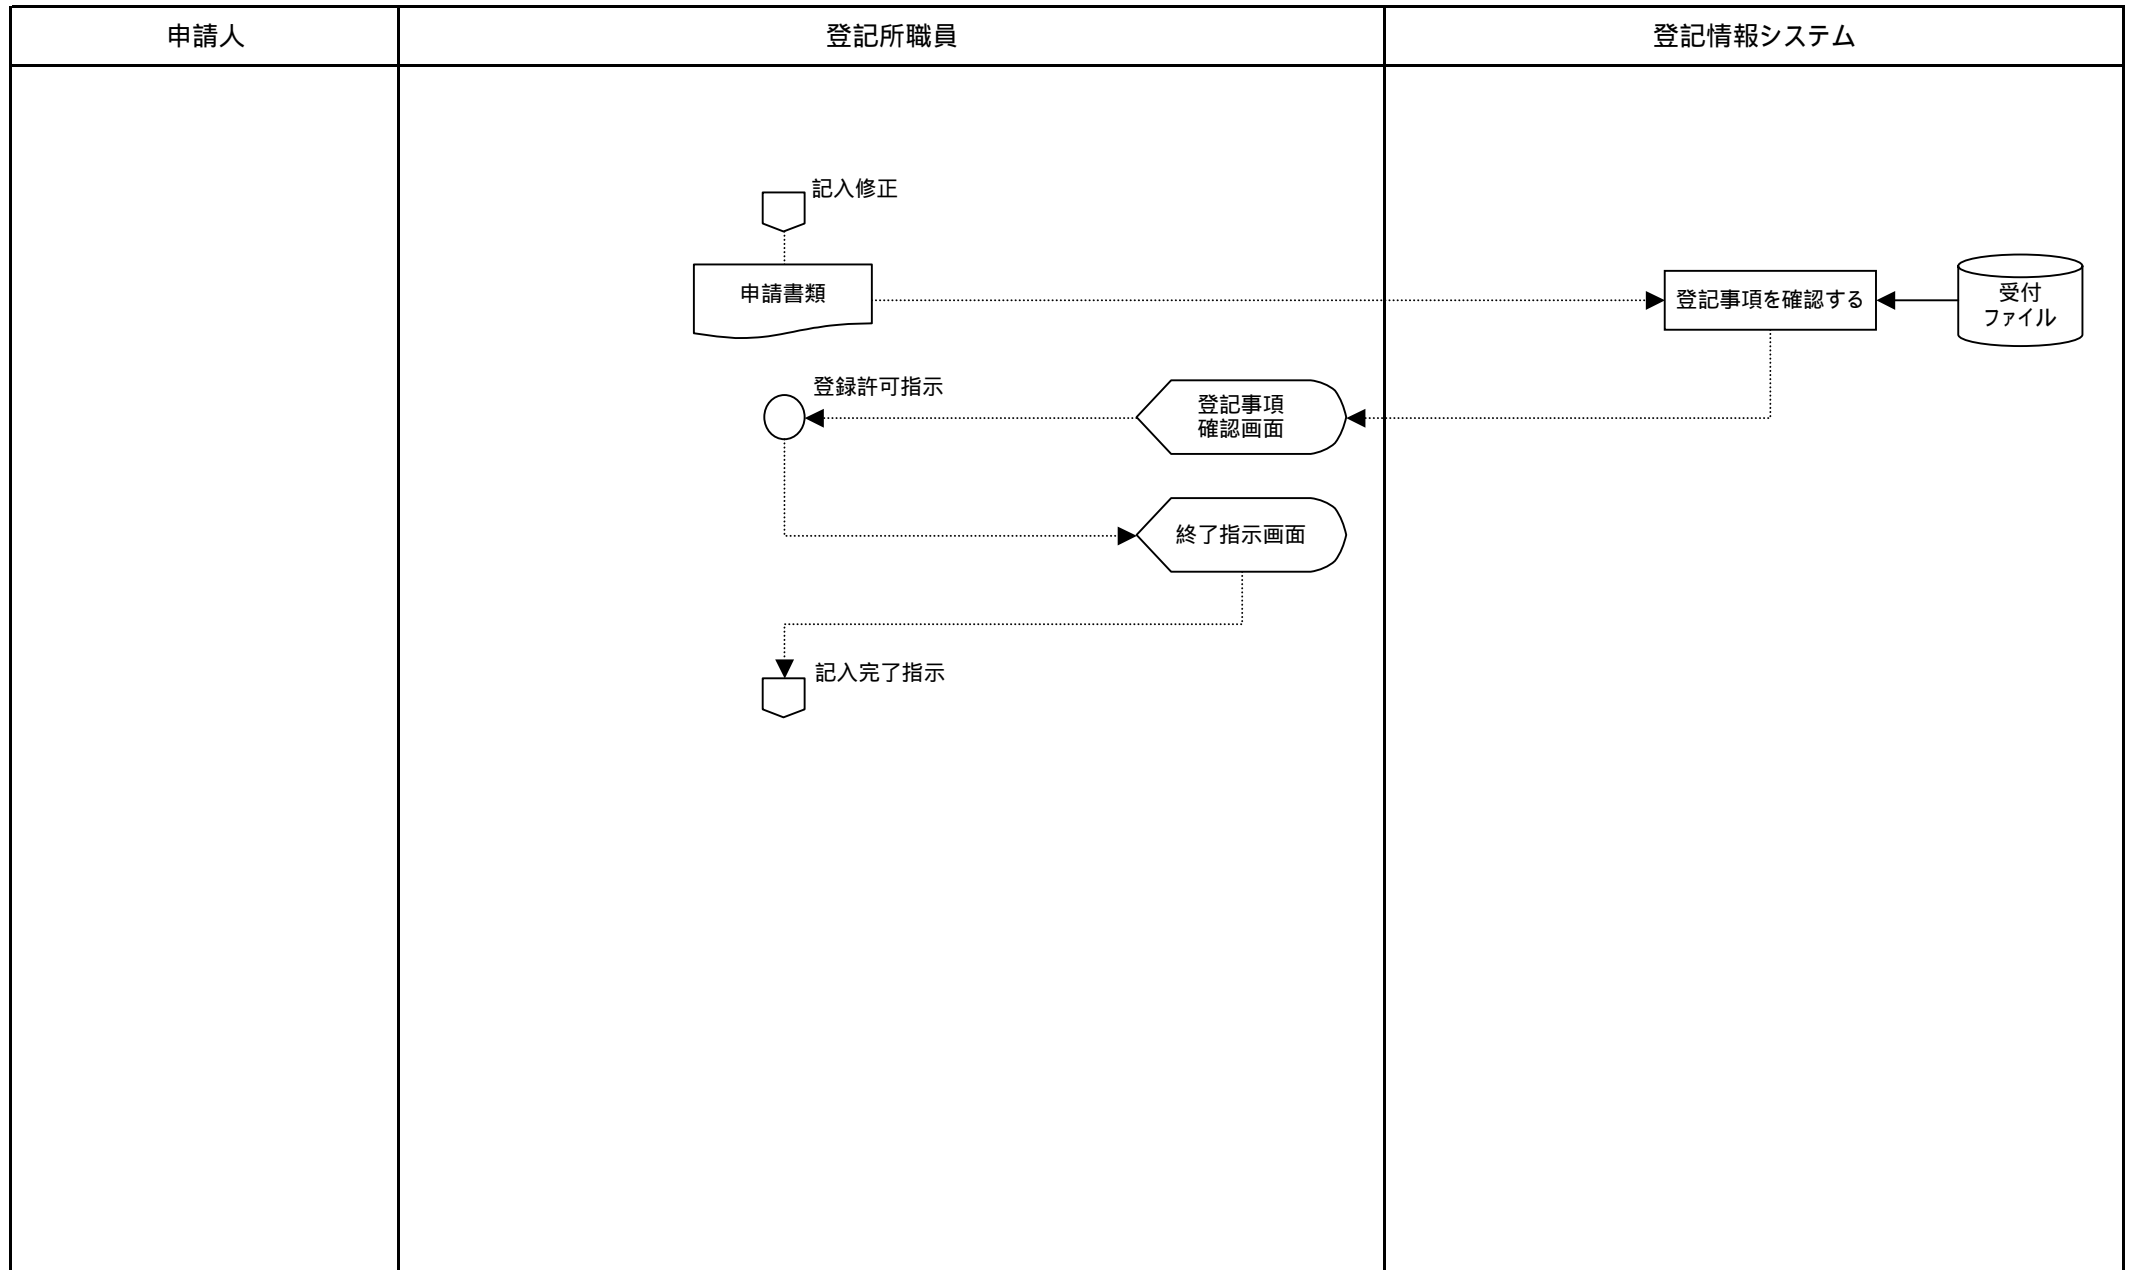 申請人
登記所職員
登記情報システム
記入修正
申請書類
登記事項を確認する
受付
ファイル
登録許可指示
登記事項
確認画面
終了指示画面
記入完了指示